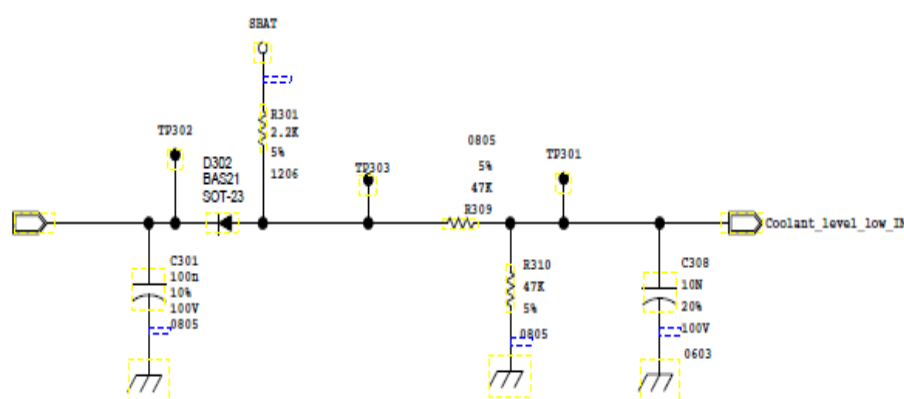 SBAT
R301
2.2K
5%
1206
TP302
D302
BAS21
SOT-23
TP303
0805
5%
47K
R309
TP301
Coolant_level_low_IN
C301
100n
10%
100V
0805
R310
47K
5%
0805
C308
10N
20%
100V
0603